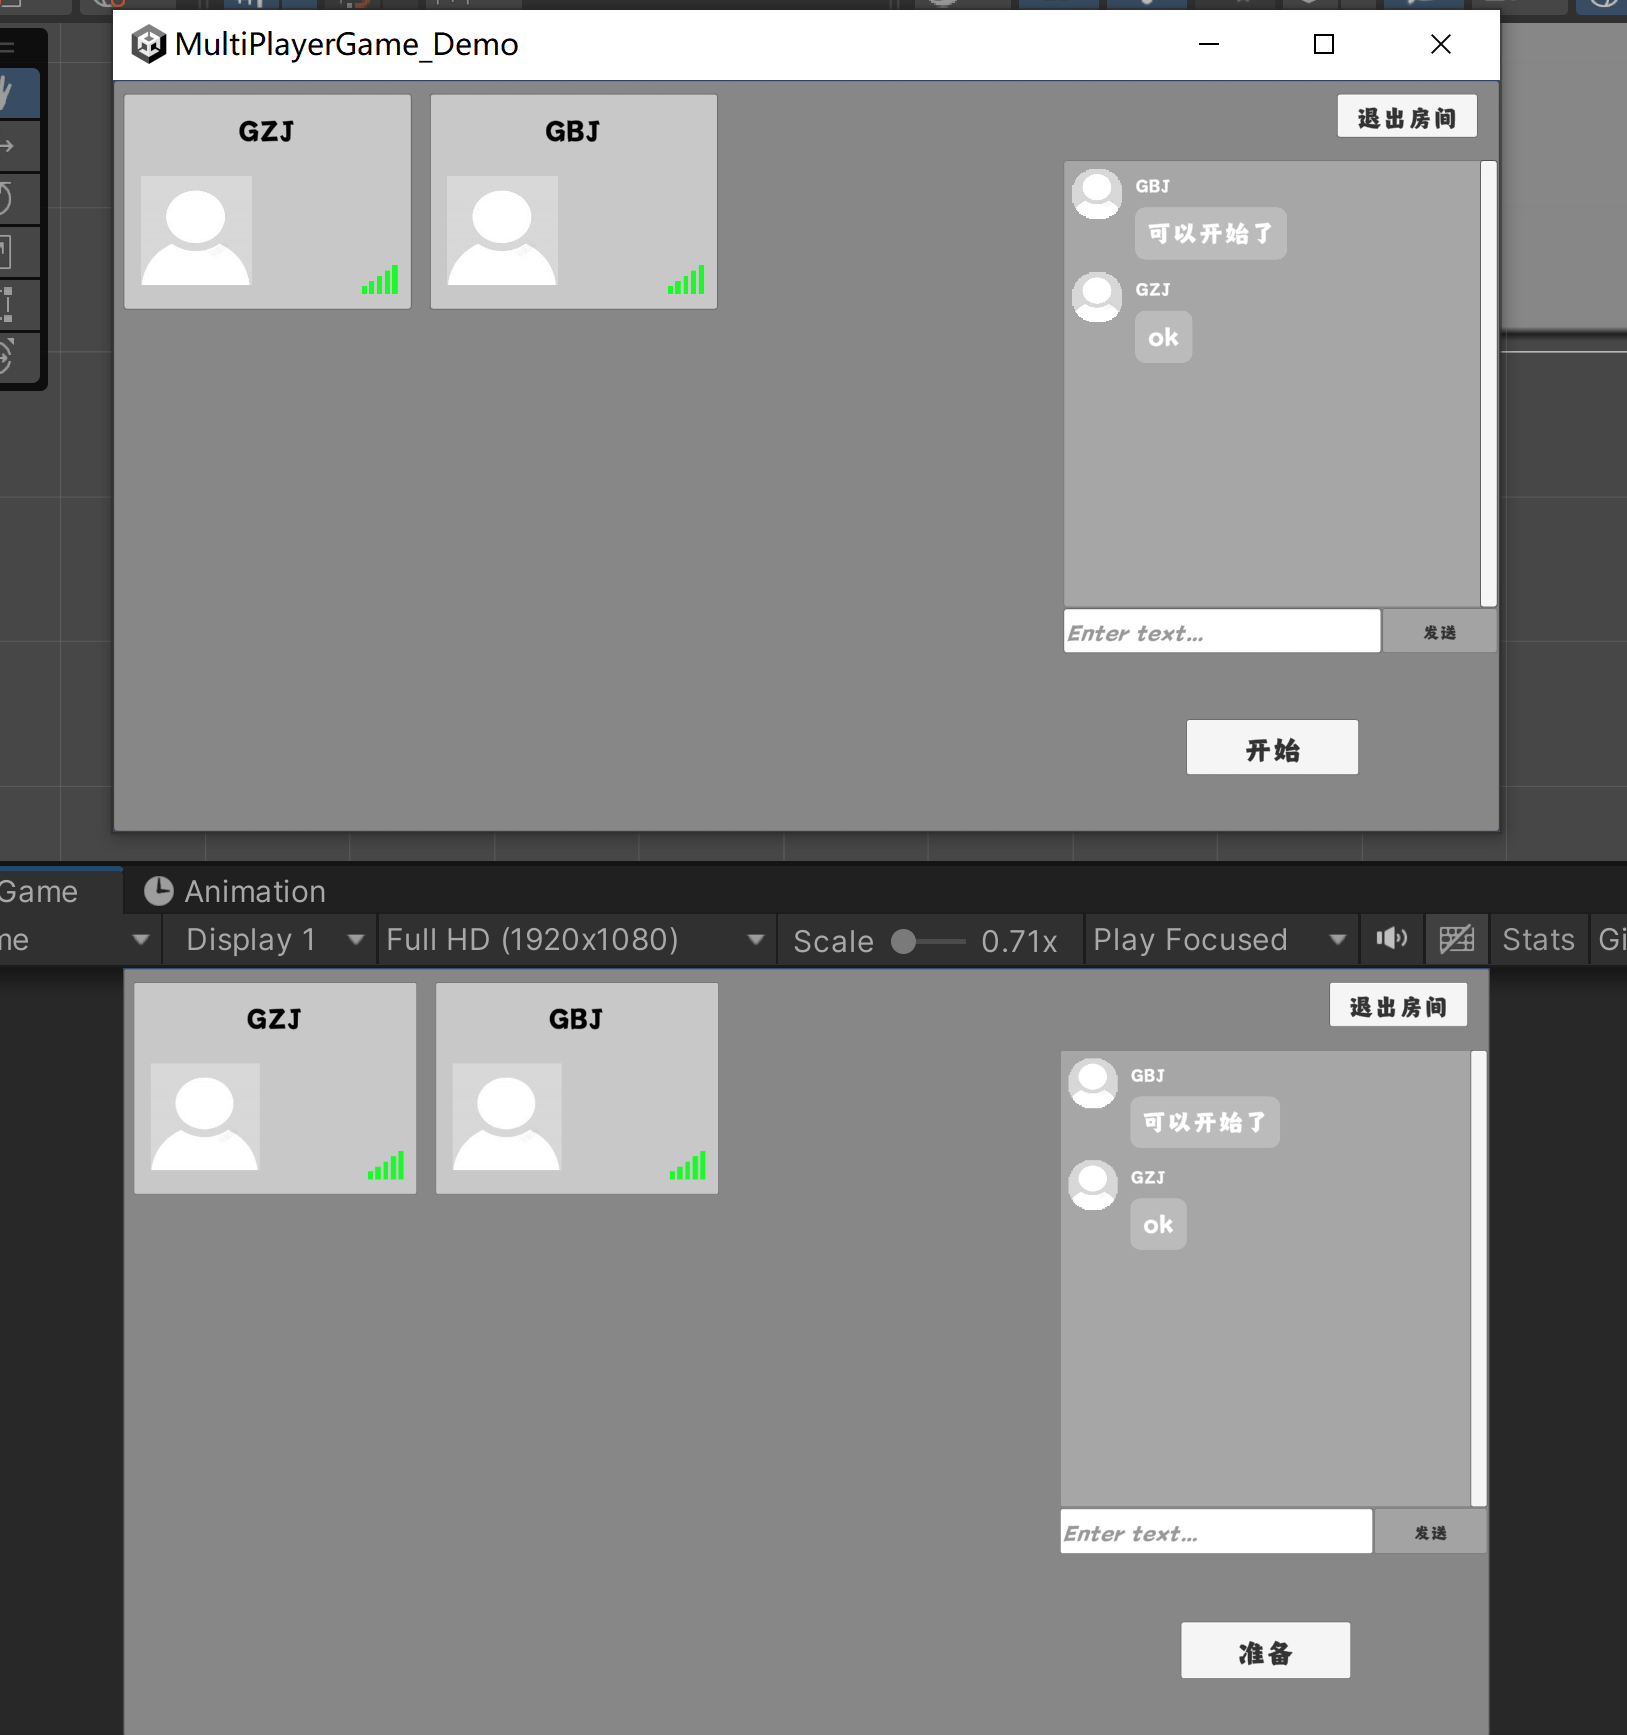 MultiPlayerGame_Demo
GZJ
GBJ
退出房间
GBJ
可以开始了
GZJ
ok
Enter text...
发送
开始
Game
Animation
me
Display 1
Full HD (1920x1080)
Scale
0.71x
Play Focused
Stats
Gi
GZJ
GBJ
退出房间
GBJ
可以开始了
GZJ
ok
Enter text...
发送
准备